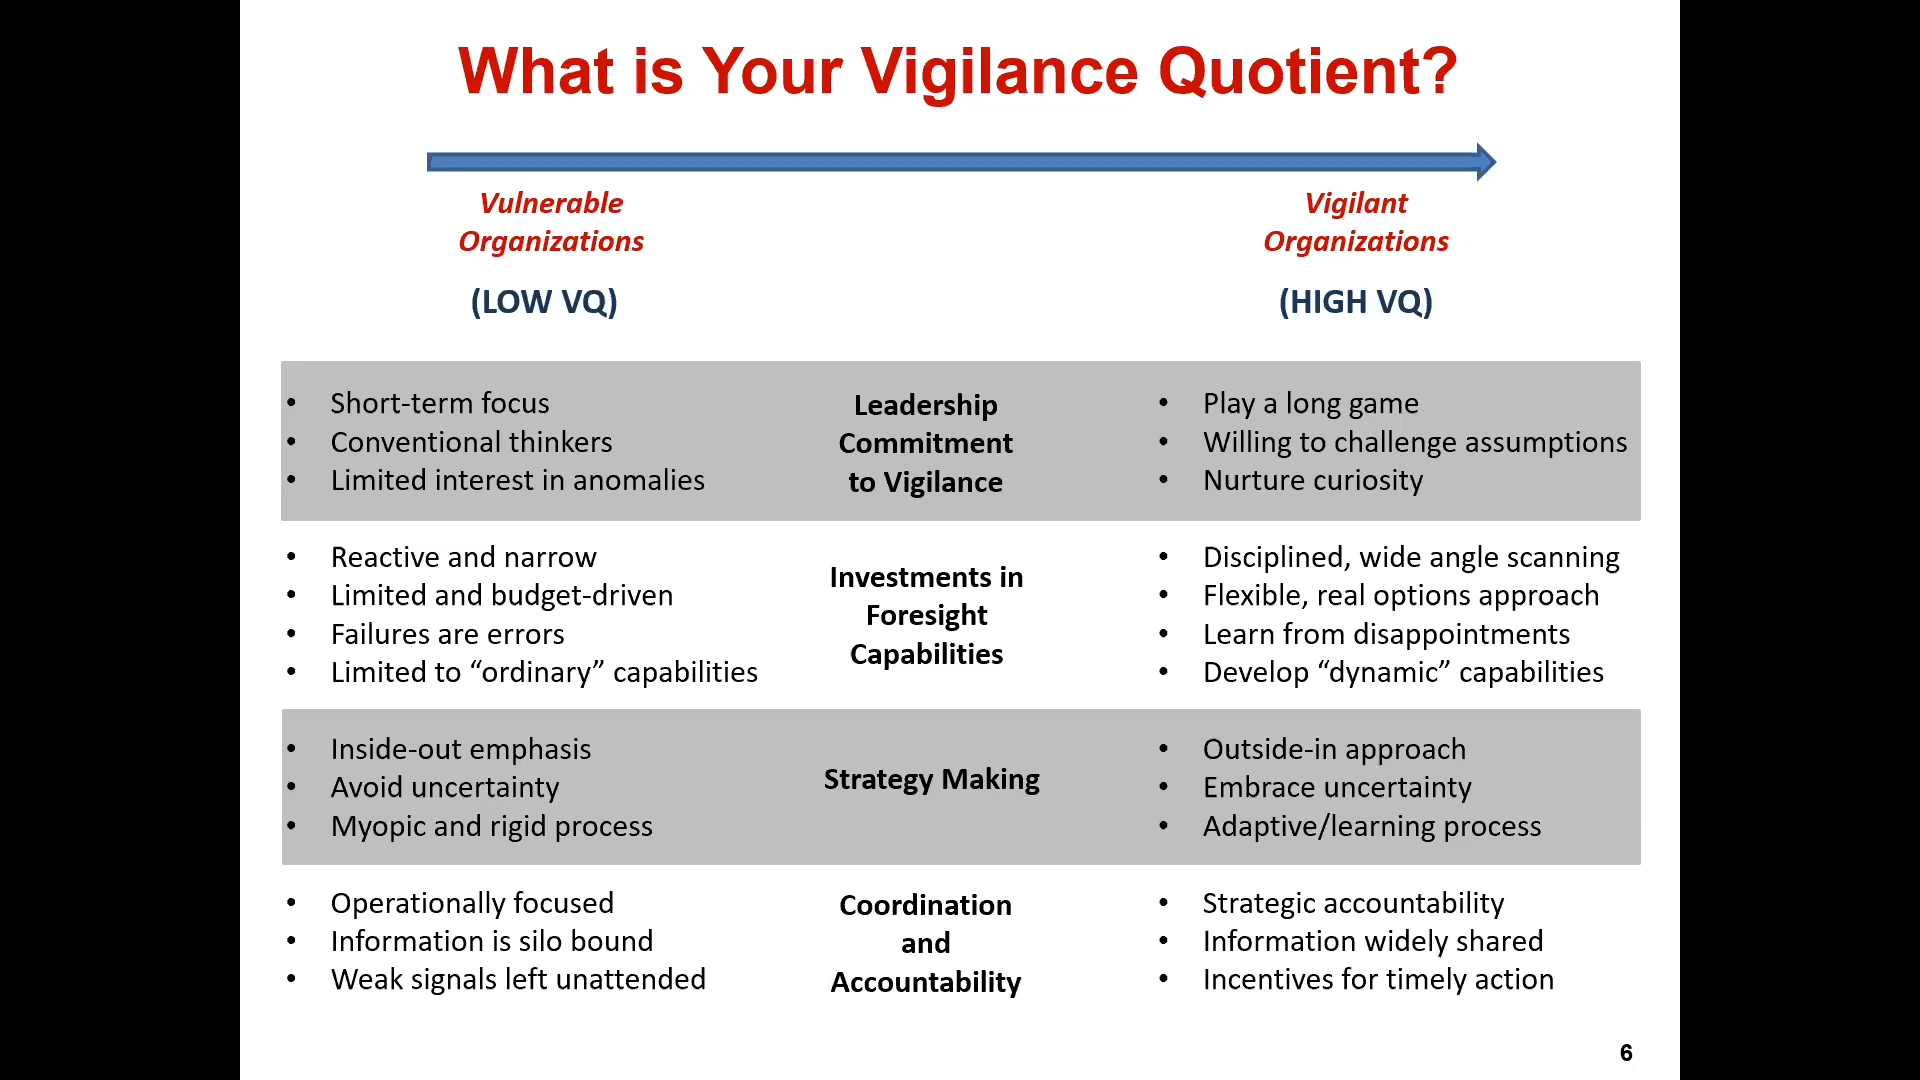 What is Your Vigilance Quotient?
Vulnerable
Organizations
(LOW VQ)
Vigilant
Organizations
(HIGH VQ)
• Short-term focus
• Conventional thinkers
• Limited interest in anomalies
Leadership
Commitment
to Vigilance
• Play a long game
• Willing to challenge assumptions
• Nurture curiosity
• Reactive and narrow
• Limited and budget-driven
• Failures are errors
• Limited to “ordinary” capabilities
Investments in
Foresight
Capabilities
• Disciplined, wide angle scanning
• Flexible, real options approach
• Learn from disappointments
• Develop “dynamic” capabilities
• Inside-out emphasis
• Avoid uncertainty
• Myopic and rigid process
Strategy Making
• Outside-in approach
• Embrace uncertainty
• Adaptive/learning process
• Operationally focused
• Information is silo bound
• Weak signals left unattended
Coordination
and
Accountability
• Strategic accountability
• Information widely shared
• Incentives for timely action
6